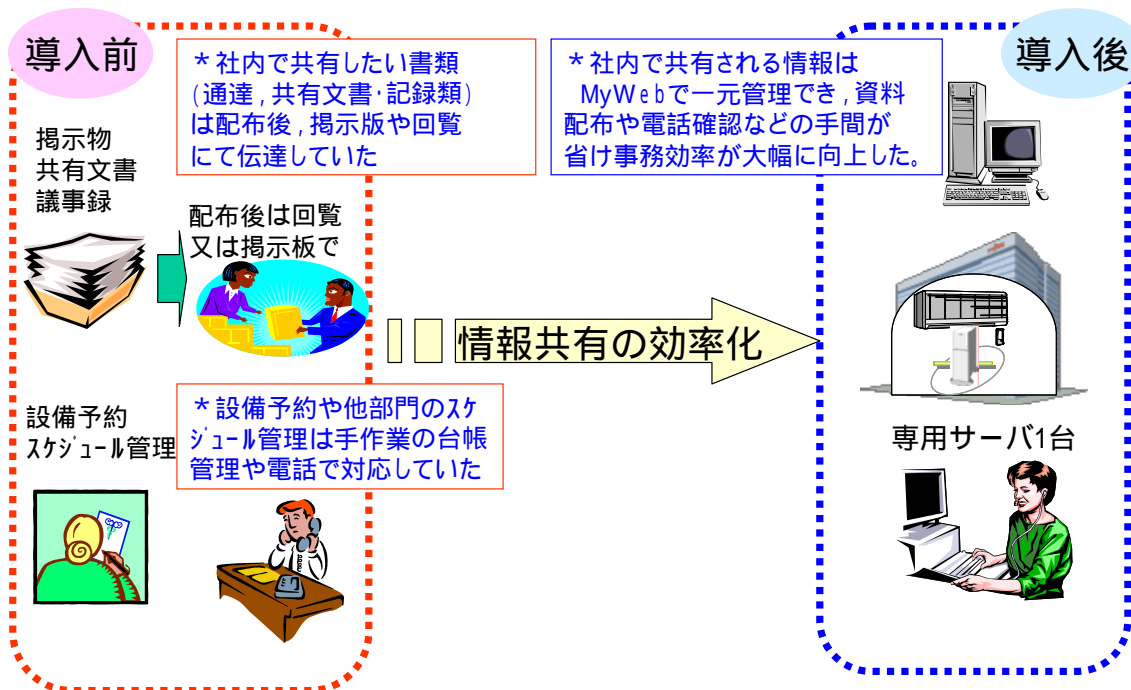 導入前
*社内で共有したい書類
(通達,共有文書・記録類)
は配布後,掲示版や回覧
にて伝達していた
掲示物
共有文書
議事録
配布後は回覧
又は掲示板で
設備予約
ｽｹｼﾞｭｰﾙ管理
*設備予約や他部門のｽｹ
ｼﾞｭｰﾙ管理は手作業の台帳
管理や電話で対応していた
情報共有の効率化
*社内で共有される情報は
MyWebで一元管理でき,資料
配布や電話確認などの手間が
省け事務効率が大幅に向上した。
導入後
専用サーバ1台